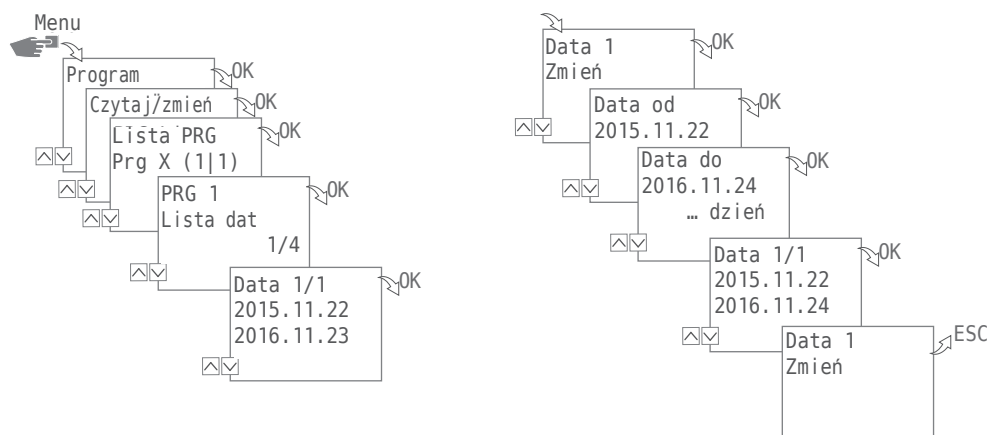 Menu
Program
OK
Czytaj/zmień
OK
Lista PRG
Prg X (1|1)
OK
PRG 1
Lista dat
1/4
OK
Data 1/1
2015.11.22
2016.11.23
OK
Data 1
Zmień
OK
Data od
2015.11.22
OK
Data do
2016.11.24
… dzień
OK
Data 1/1
2015.11.22
2016.11.24
OK
Data 1
Zmień
ESC